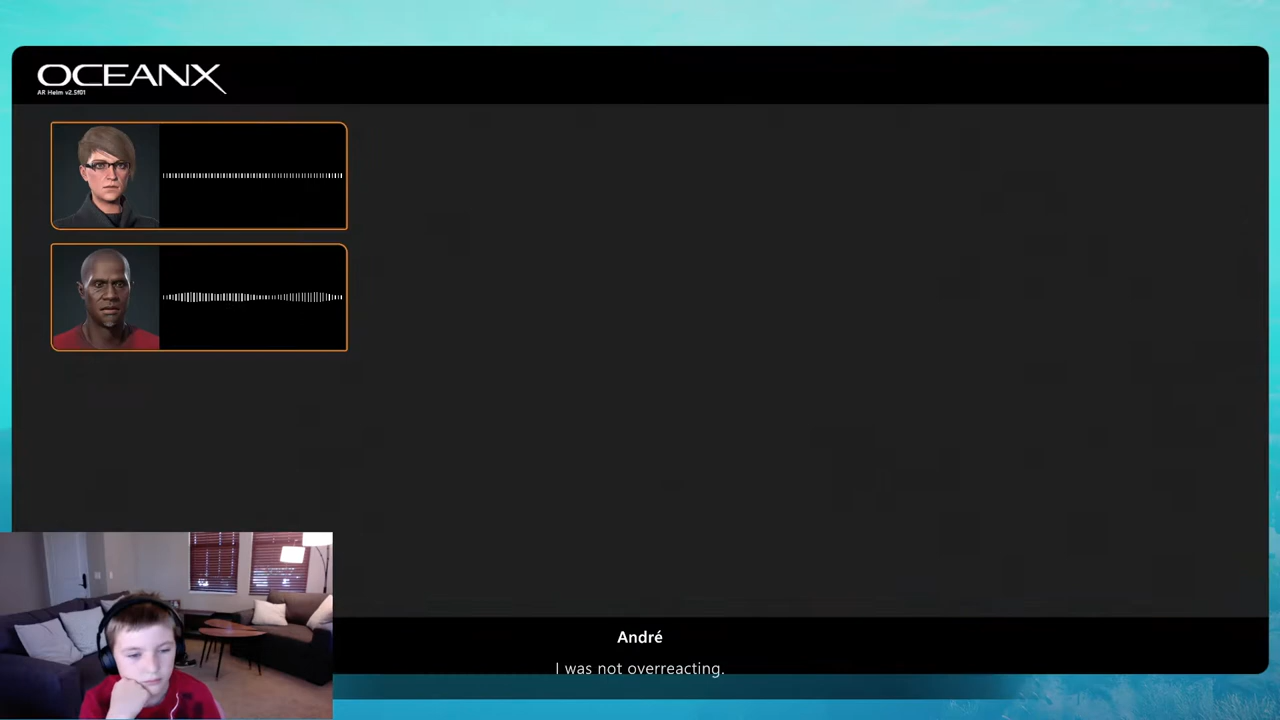 OCEANX
AR Helm v2.5f01
André
I was not overreacting.